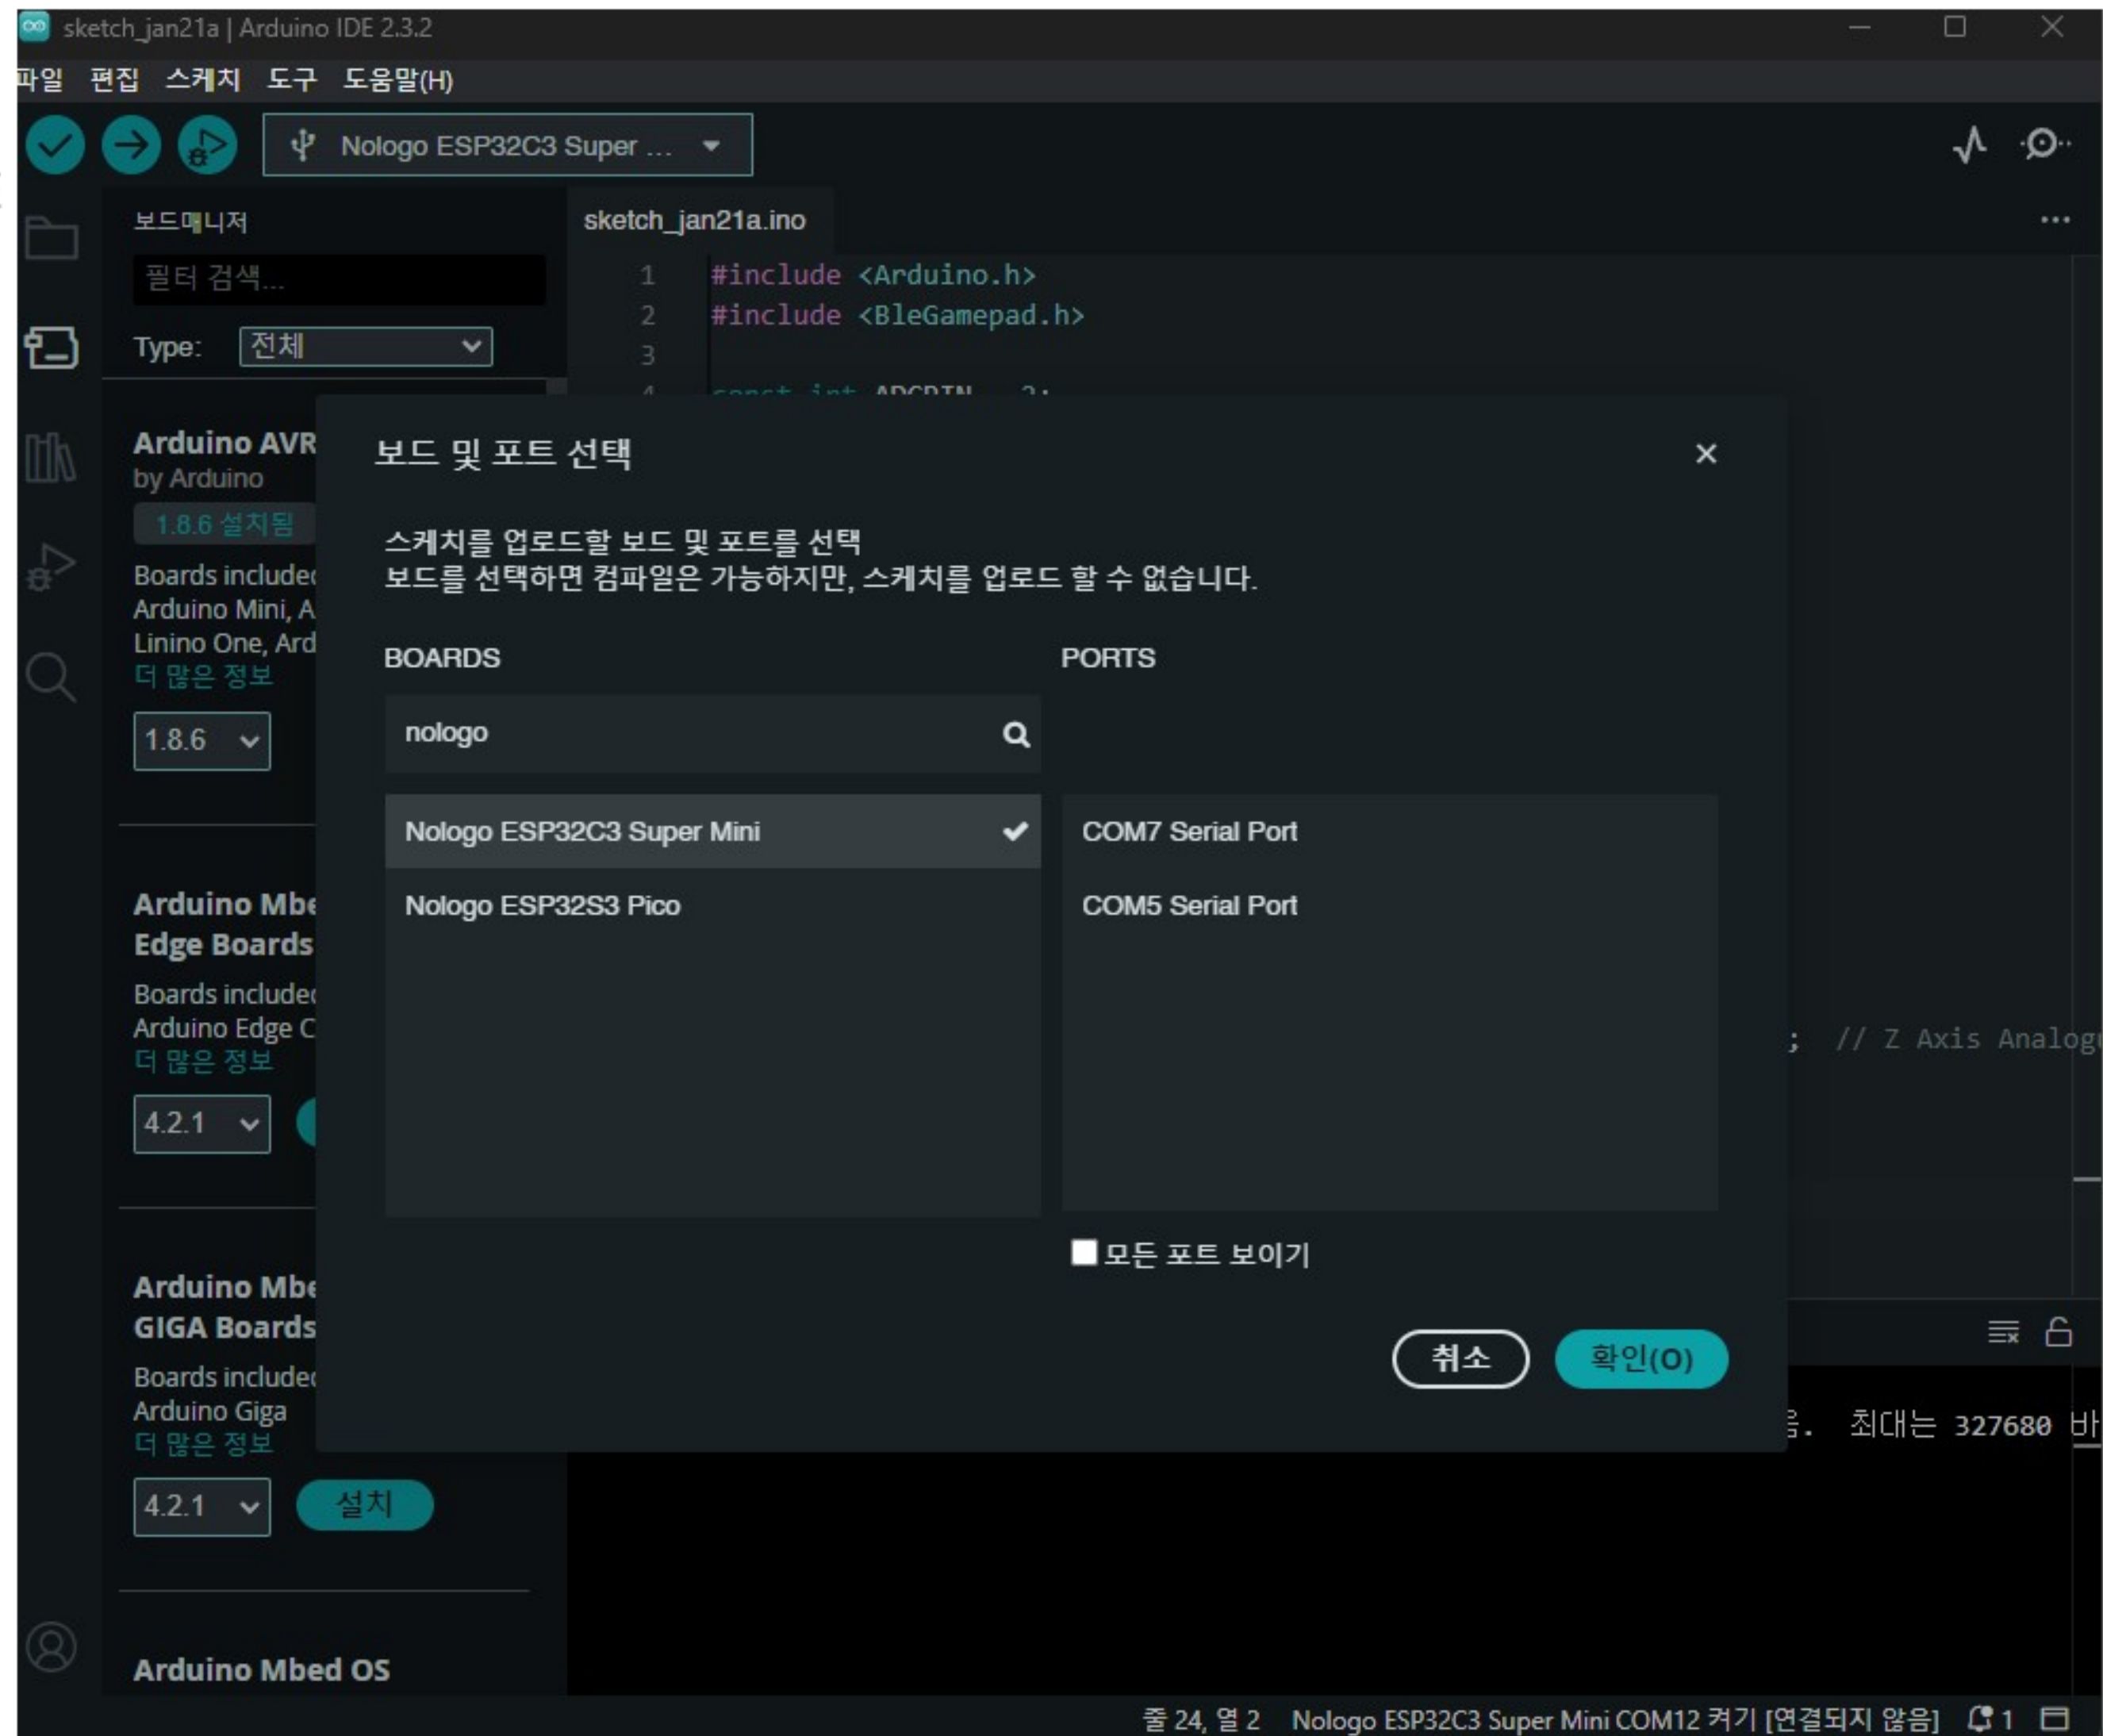 sketch_jan21a | Arduino IDE 2.3.2
파일 편집 스케치 도구 도움말(H)
Nologo ESP32C3 Super ...
보드매니저
필터 검색...
Type: 전체
sketch_jan21a.ino
1 #include <Arduino.h>
2 #include <BleGamepad.h>
3
4 const int ADCPIN 2;
Arduino AVR
by Arduino
1.8.6 설치됨
Boards included
Arduino Mini, A
Linino One, Ard
더 많은 정보
1.8.6
Arduino Mbe
Edge Boards
Boards included
Arduino Edge C
더 많은 정보
4.2.1
Arduino Mbe
GIGA Boards
Boards included
Arduino Giga
더 많은 정보
4.2.1 설치
Arduino Mbed OS
보드 및 포트 선택
스케치를 업로드할 보드 및 포트를 선택
보드를 선택하면 컴파일은 가능하지만, 스케치를 업로드 할 수 없습니다.
BOARDS
nologo
Nologo ESP32C3 Super Mini
Nologo ESP32S3 Pico
PORTS
COM7 Serial Port
COM5 Serial Port
모든 포트 보이기
취소 확인(O)
; // Z Axis Analog
. 최대는 327680 바
줄 24, 열 2 Nologo ESP32C3 Super Mini COM12 켜기 [연결되지 않음] 1